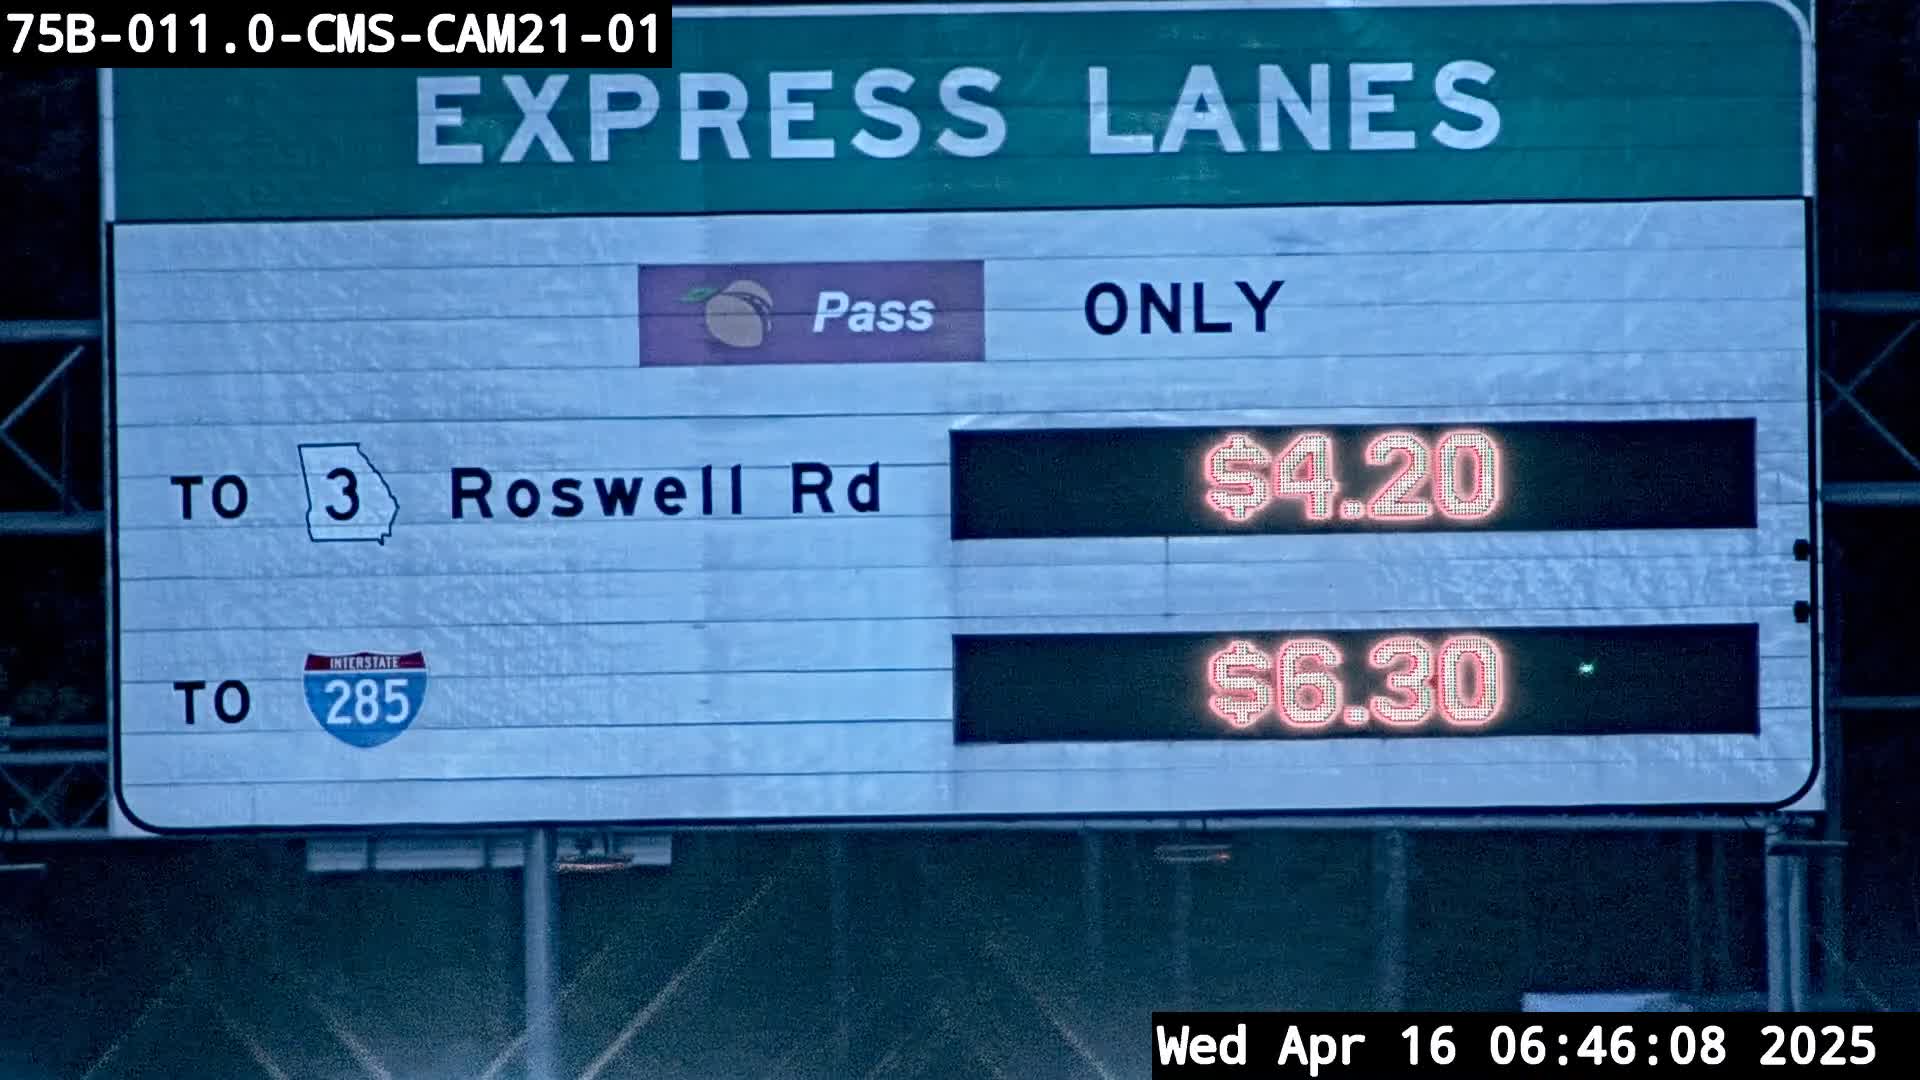 75B-011.0-CMS-CAM21-01
EXPRESS LANES
Pass ONLY
TO 3 Roswell Rd $4.20
INTERSTATE
TO 285 $6.30
Wed Apr 16 06:46:08 2025